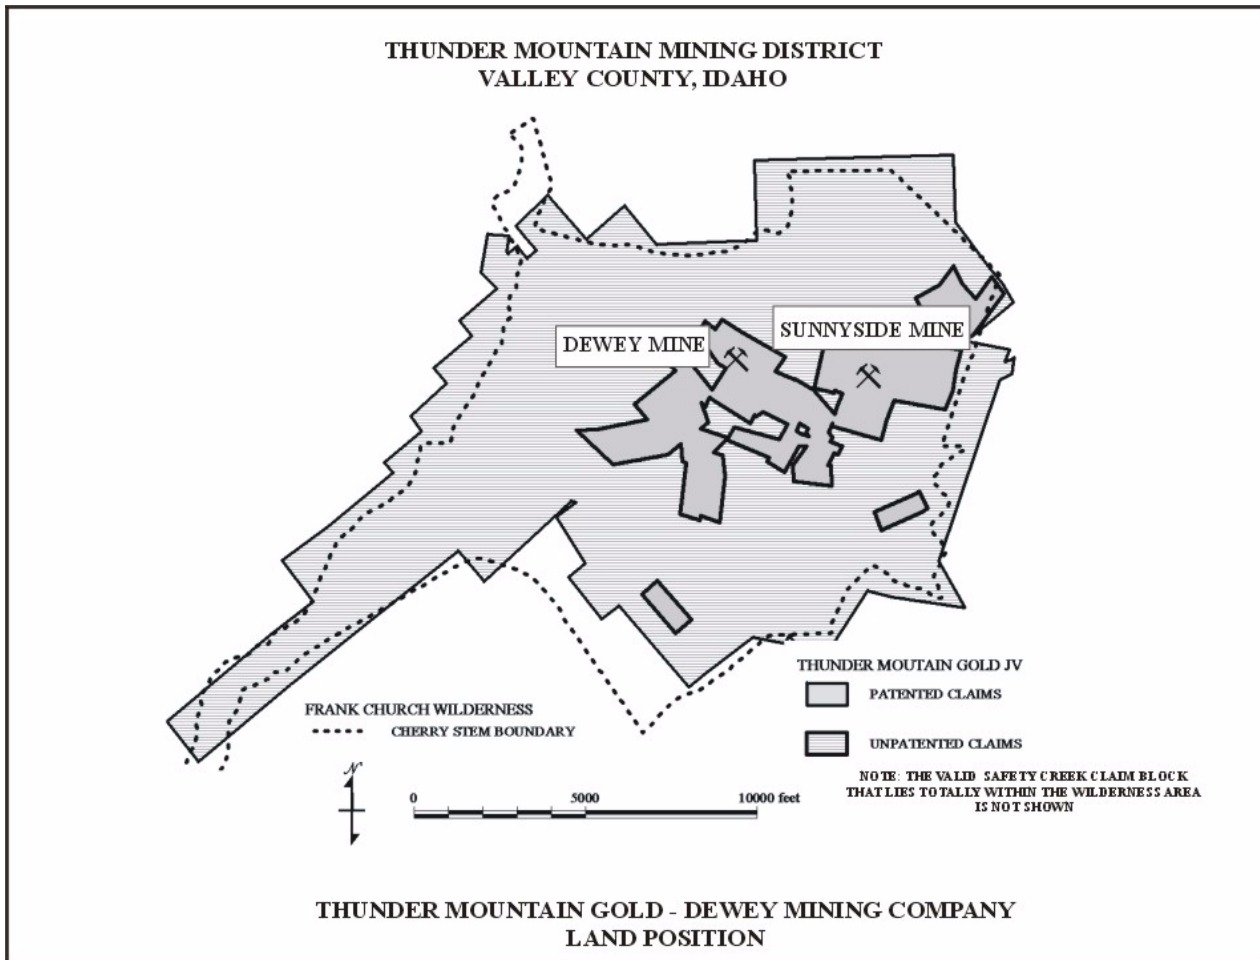 THUNDER MOUNTAIN MINING DISTRICT
VALLEY COUNTY, IDAHO
SUNNYSIDE MINE
DEWEY MINE
THUNDER MOUTAIN GOLD JV
PATENTED CLAIMS
UNPATENTED CLAIMS
FRANK CHURCH WILDERNESS
CHERRY STEM BOUNDARY
NOTE: THE VALID SAFETY CREEK CLAIM BLOCK
THAT LIES TOTALLY WITHIN THE WILDERNESS AREA
IS NOT SHOWN
N
0 5000 10000 feet
THUNDER MOUNTAIN GOLD - DEWEY MINING COMPANY
LAND POSITION